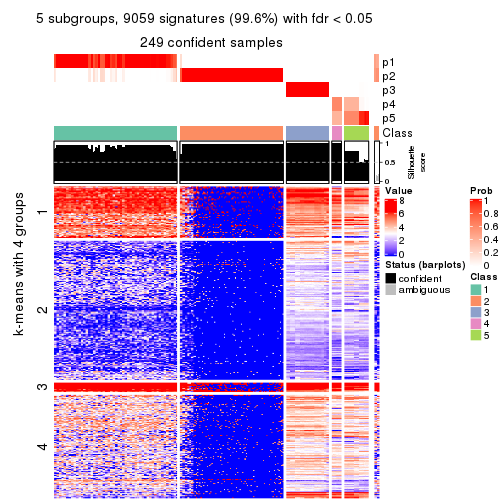 5 subgroups, 9059 signatures (99.6%) with fdr < 0.05
249 confident samples
p1
p2
p3
p4
p5
Class
1
0.5
0
Silhouette
score
k-means with 4 groups
1
2
3
4
Value
8
6
4
2
0
Status (barplots)
confident
ambiguous
Prob
1
0.8
0.6
0.4
0.2
0
Class
1
2
3
4
5